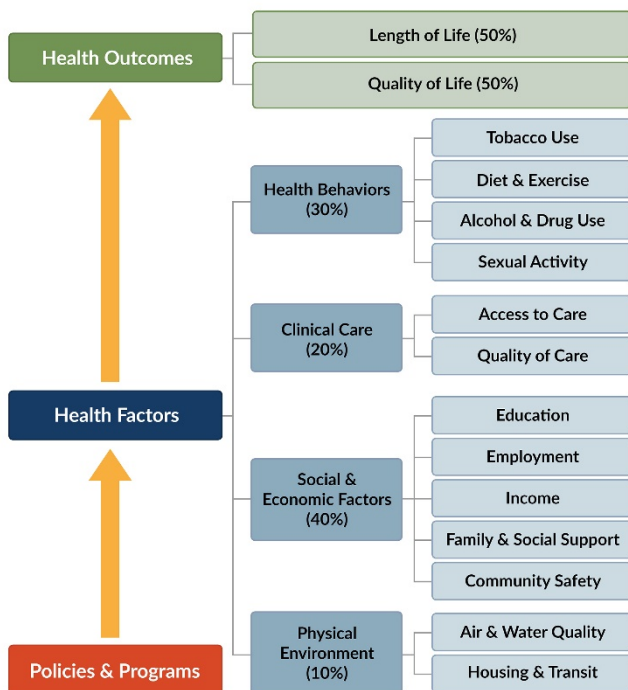 Health Outcomes
Length of Life (50%)
Quality of Life (50%)
Health Behaviors
(30%)
Tobacco Use
Diet & Exercise
Alcohol & Drug Use
Sexual Activity
Clinical Care
(20%)
Access to Care
Quality of Care
Health Factors
Social &
Economic Factors
(40%)
Education
Employment
Income
Family & Social Support
Community Safety
Physical
Environment
(10%)
Air & Water Quality
Housing & Transit
Policies & Programs